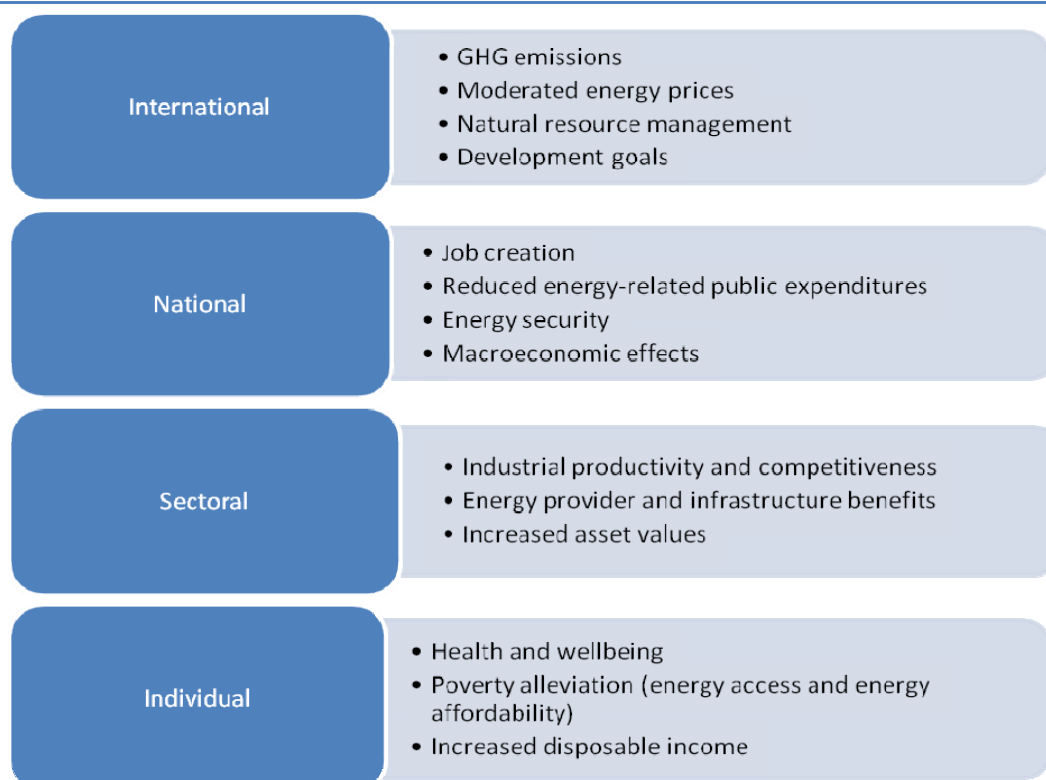 International
• GHG emissions
• Moderated energy prices
• Natural resource management
• Development goals
National
• Job creation
• Reduced energy-related public expenditures
• Energy security
• Macroeconomic effects
Sectoral
• Industrial productivity and competitiveness
• Energy provider and infrastructure benefits
• Increased asset values
Individual
• Health and wellbeing
• Poverty alleviation (energy access and energy
affordability)
• Increased disposable income